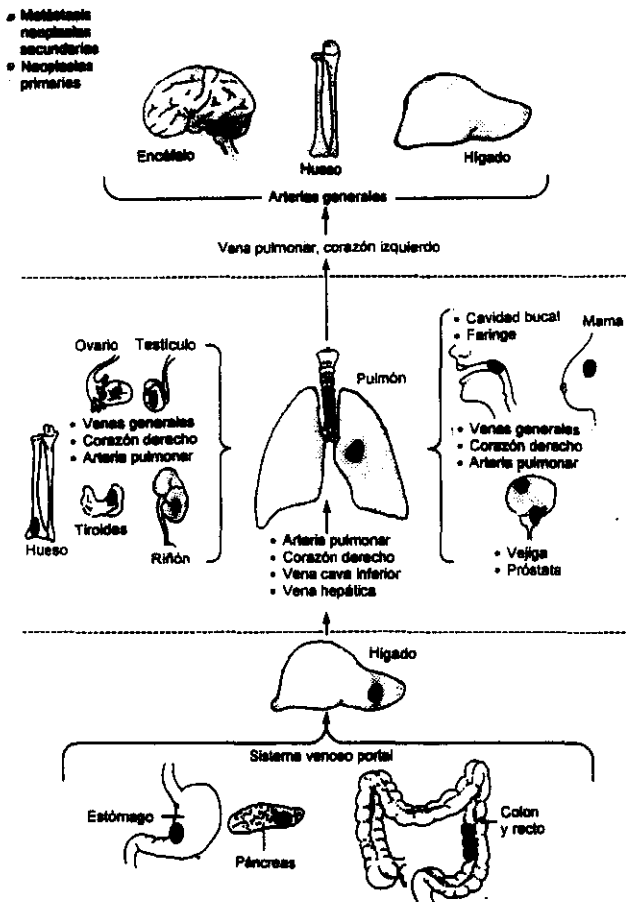 Metástasis
neoplasias
secundarias
Neoplasias
primarias
Encéfalo
Hueso
Hígado
Arterias generales
Vena pulmonar, corazón izquierdo
Ovario
Testículo
• Venas generales
• Corazón derecho
• Arteria pulmonar
Hueso
Tiroides
Riñón
Pulmón
• Cavidad bucal
• Faringe
Mama
• Venas generales
• Corazón derecho
• Arteria pulmonar
• Vejiga
• Próstata
• Arteria pulmonar
• Corazón derecho
• Vena cava inferior
• Vena hepática
Hígado
Sistema venoso portal
Estómago
Páncreas
Colon
y recto